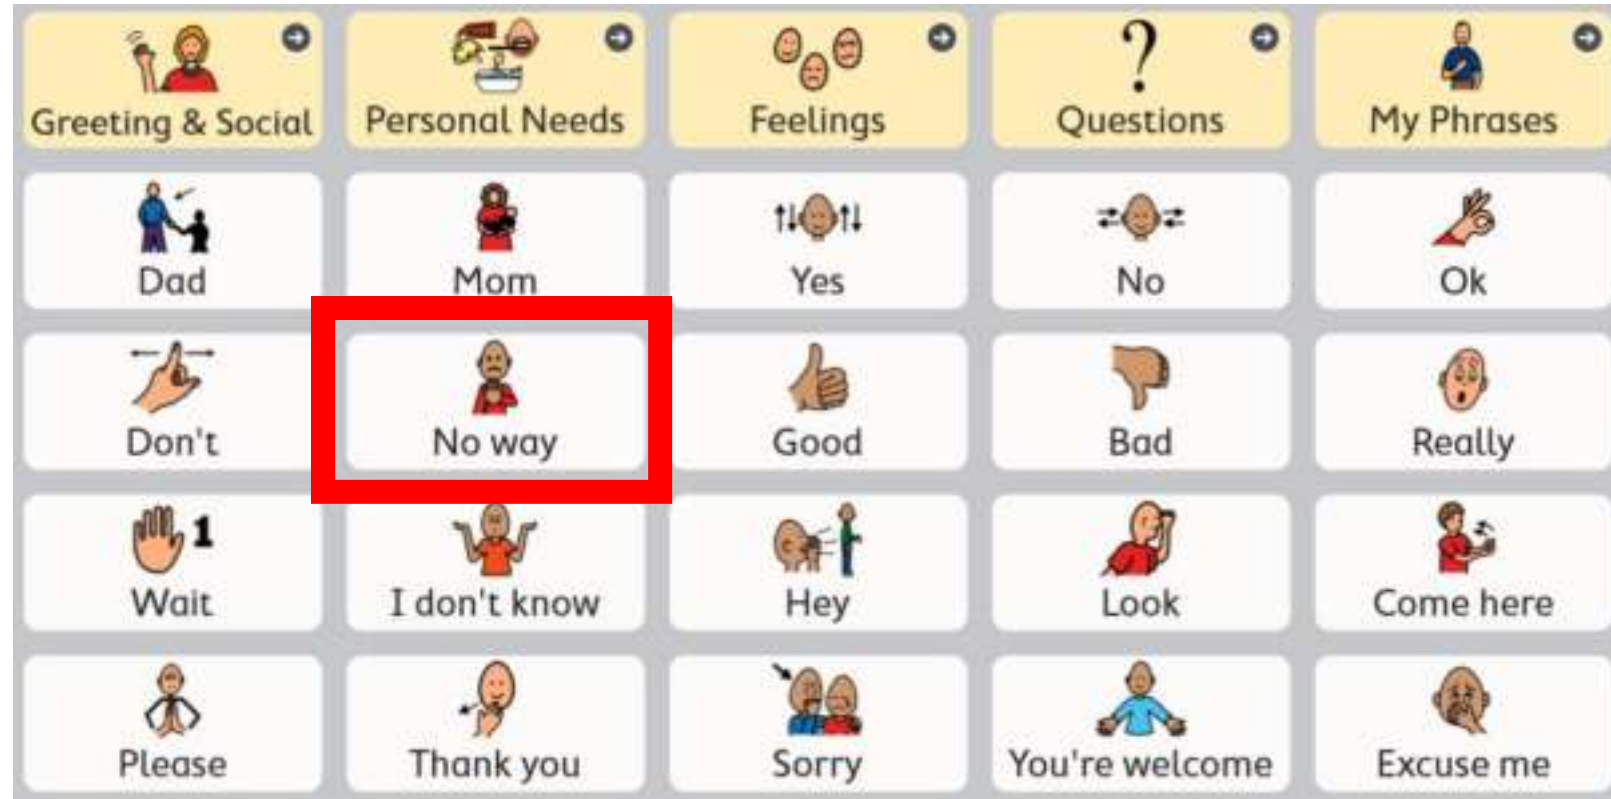 Greeting & Social
Personal Needs
?
Feelings
Questions
My Phrases
Dad
Mom
Yes
No
Ok
Don't
No way
Good
Bad
Really
1
Wait
I don't know
Hey
Look
Come here
Please
Thank you
Sorry
You're welcome
Excuse me